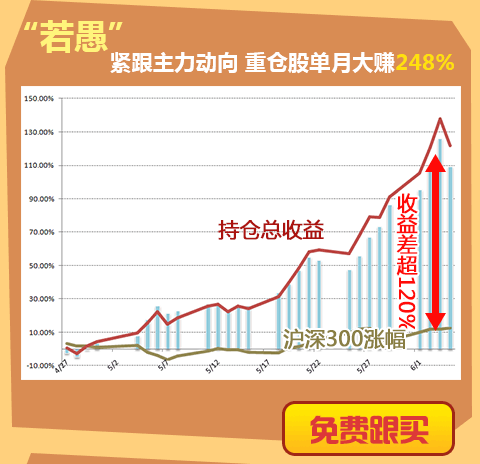 “若愚”
紧跟主力动向 重仓股单月大赚248%
150.00%
130.00%
110.00%
90.00%
70.00%
50.00%
30.00%
10.00%
-10.00%
持仓总收益
收益差超120%
沪深300涨幅
4/27
5/2
5/7
5/12
5/17
5/22
5/27
6/1
免费跟买